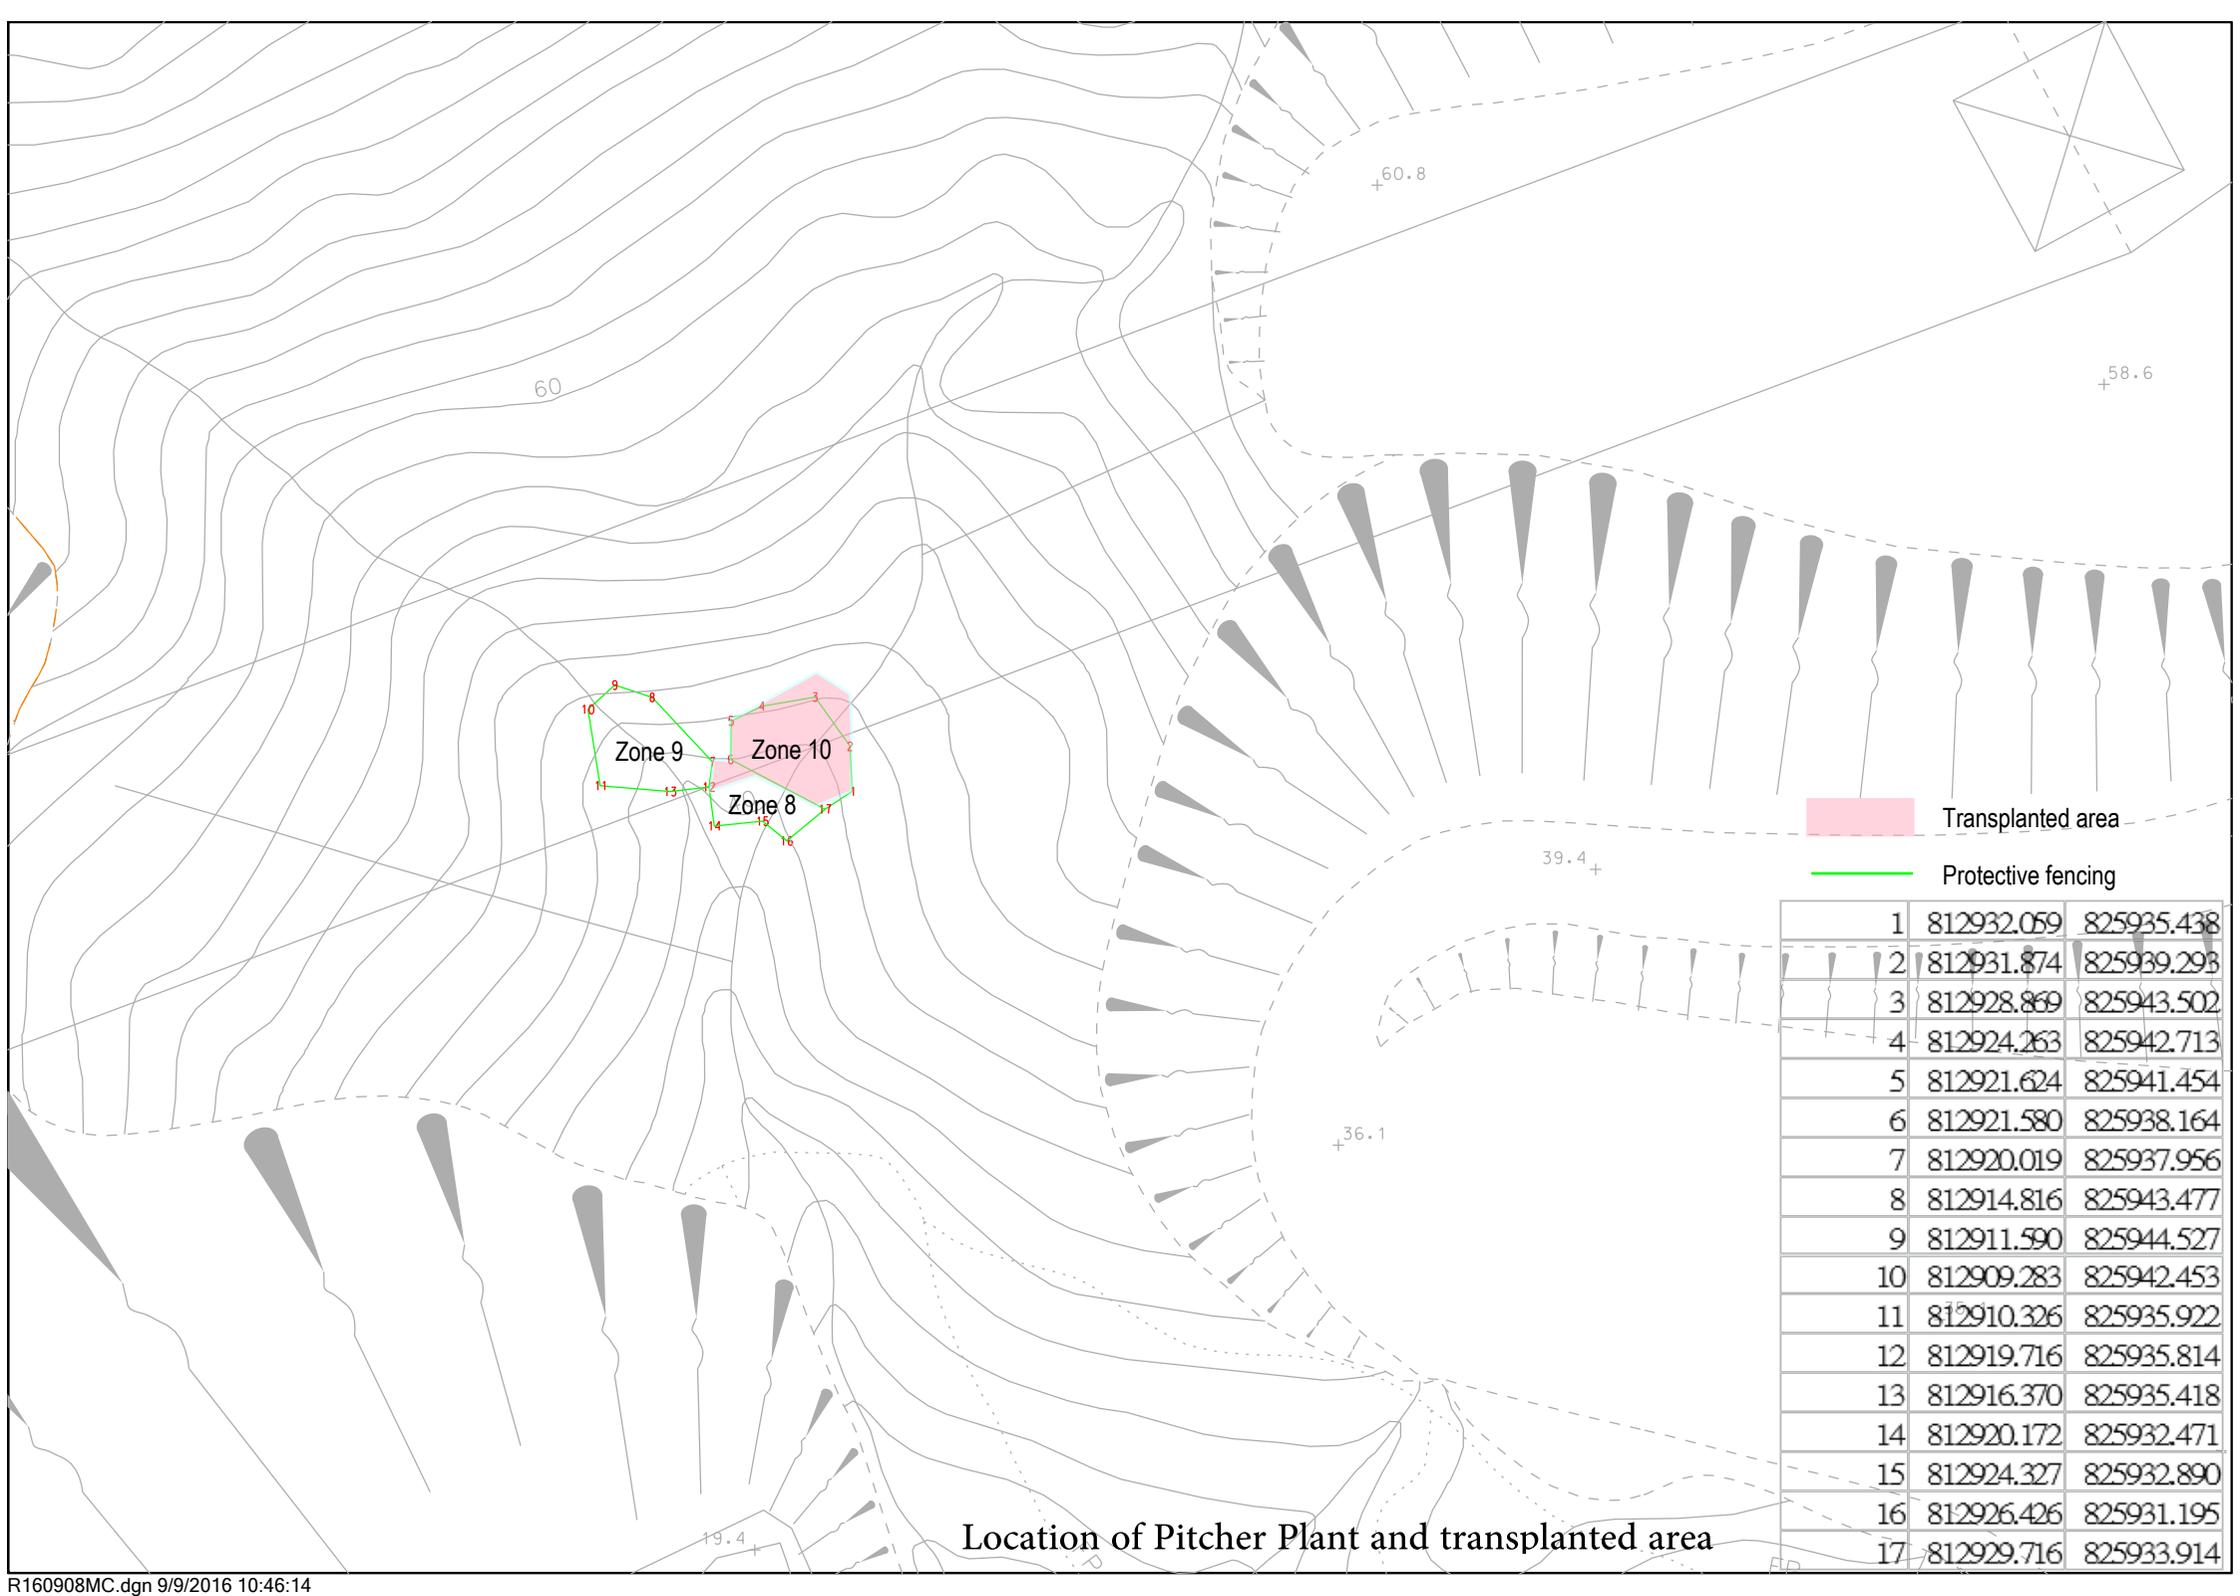 60.8
58.6
60
9
8
10
3
4
5
2
Zone 9
Zone 10
7
6
11
13
12
1
Zone 8
17
14
15
16
Transplanted area
39.4
Protective fencing
1 812932.059 825935.438
2 812931.874 825939.293
3 812928.869 825943.502
4 812924.263 825942.713
5 812921.624 825941.454
6 812921.580 825938.164
7 812920.019 825937.956
8 812914.816 825943.477
9 812911.590 825944.527
10 812909.283 825942.453
11 812910.326 825935.922
12 812919.716 825935.814
13 812916.370 825935.418
14 812920.172 825932.471
15 812924.327 825932.890
16 812926.426 825931.195
17 812929.716 825933.914
36.1
19.4
Location of Pitcher Plant and transplanted area
R160908MC.dgn 9/9/2016 10:46:14